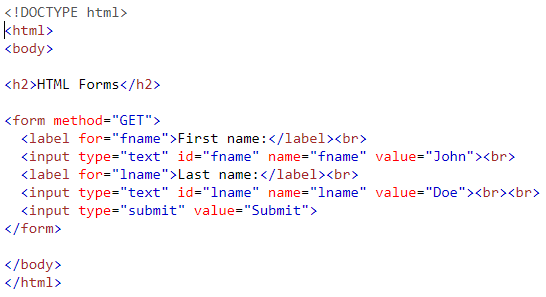 <!DOCTYPE html>
<html>
<body>

<h2>HTML Forms</h2>

<form method="GET">
  <label for="fname">First name:</label><br>
  <input type="text" id="fname" name="fname" value="John"><br>
  <label for="lname">Last name:</label><br>
  <input type="text" id="lname" name="lname" value="Doe"><br><br>
  <input type="submit" value="Submit">
</form>

</body>
</html>